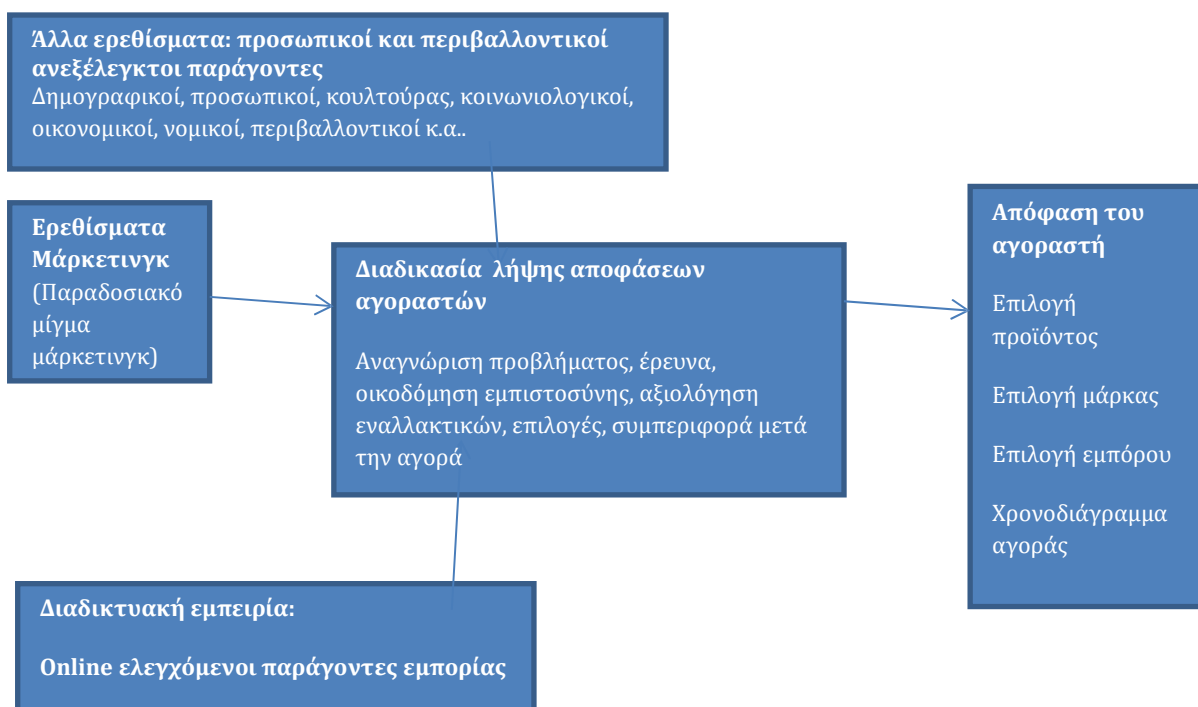 Άλλα ερεθίσματα: προσωπικοί και περιβαλλοντικοί
ανεξέλεγκτοι παράγοντες
Δημογραφικοί, προσωπικοί, κουλτούρας, κοινωνιολογικοί,
οικονομικοί, νομικοί, περιβαλλοντικοί κ.α..
Ερεθίσματα
Μάρκετινγκ
(Παραδοσιακό
μίγμα
μάρκετινγκ)
Διαδικασία λήψης αποφάσεων
αγοραστών
Αναγνώριση προβλήματος, έρευνα,
οικοδόμηση εμπιστοσύνης, αξιολόγηση
εναλλακτικών, επιλογές, συμπεριφορά μετά
την αγορά
Απόφαση του
αγοραστή
Επιλογή
προϊόντος
Επιλογή μάρκας
Επιλογή εμπόρου
Χρονοδιάγραμμα
αγοράς
Διαδικτυακή εμπειρία:
Online ελεγχόμενοι παράγοντες εμπορίας